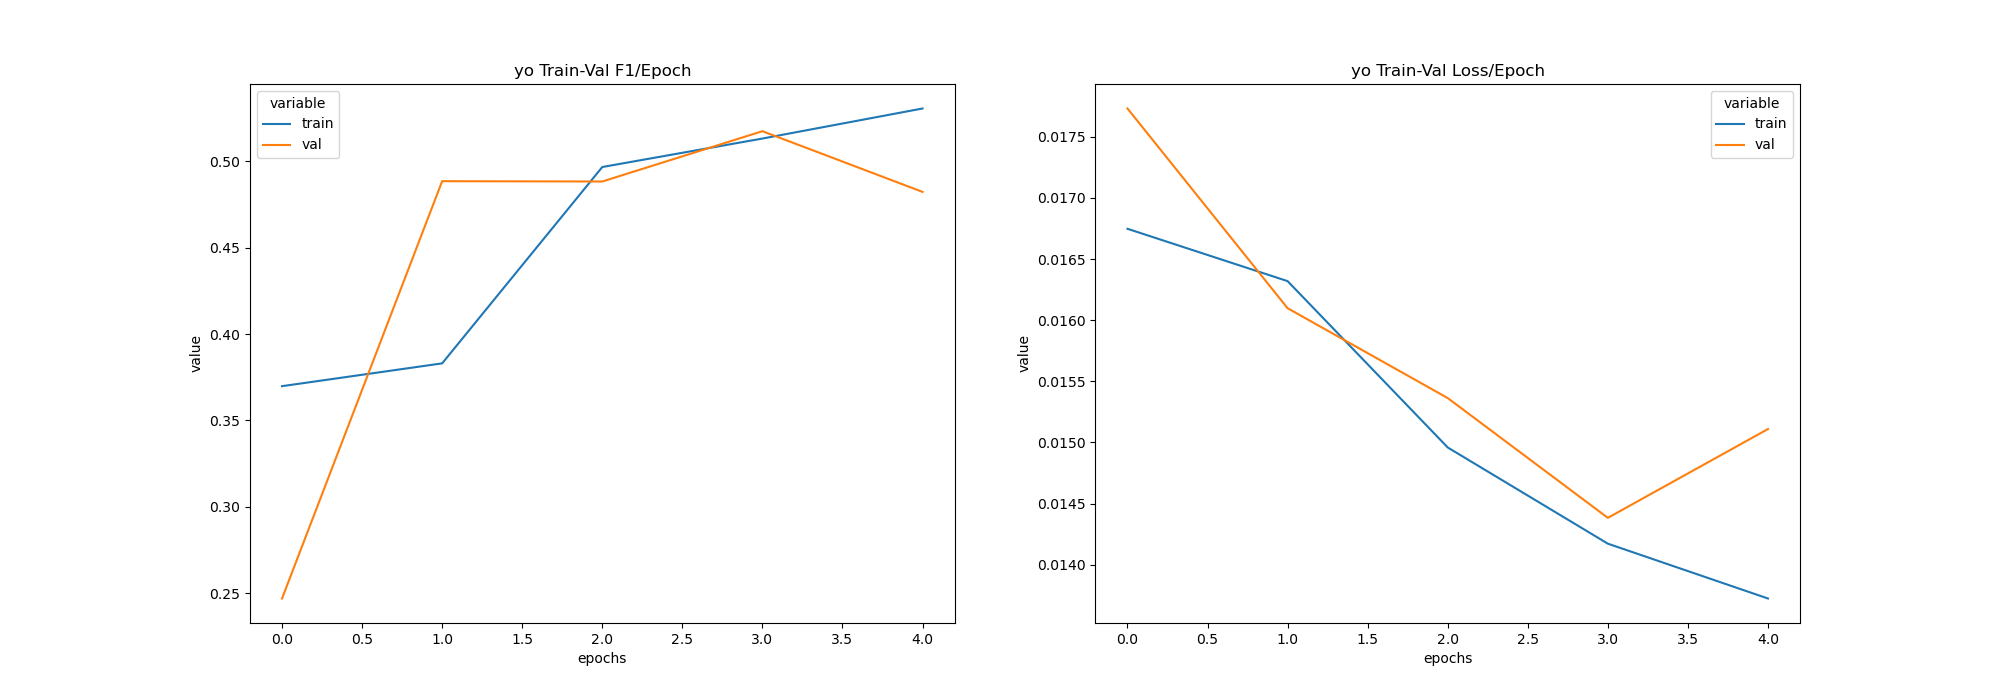 yo Train-Val F1/Epoch
variable
train
val
0.50
0.45
0.40
0.35
0.30
0.25
value
0.0 0.5 1.0 1.5 2.0 2.5 3.0 3.5 4.0
epochs
yo Train-Val Loss/Epoch
variable
train
val
0.0175
0.0170
0.0165
0.0160
0.0155
0.0150
0.0145
0.0140
value
0.0 0.5 1.0 1.5 2.0 2.5 3.0 3.5 4.0
epochs